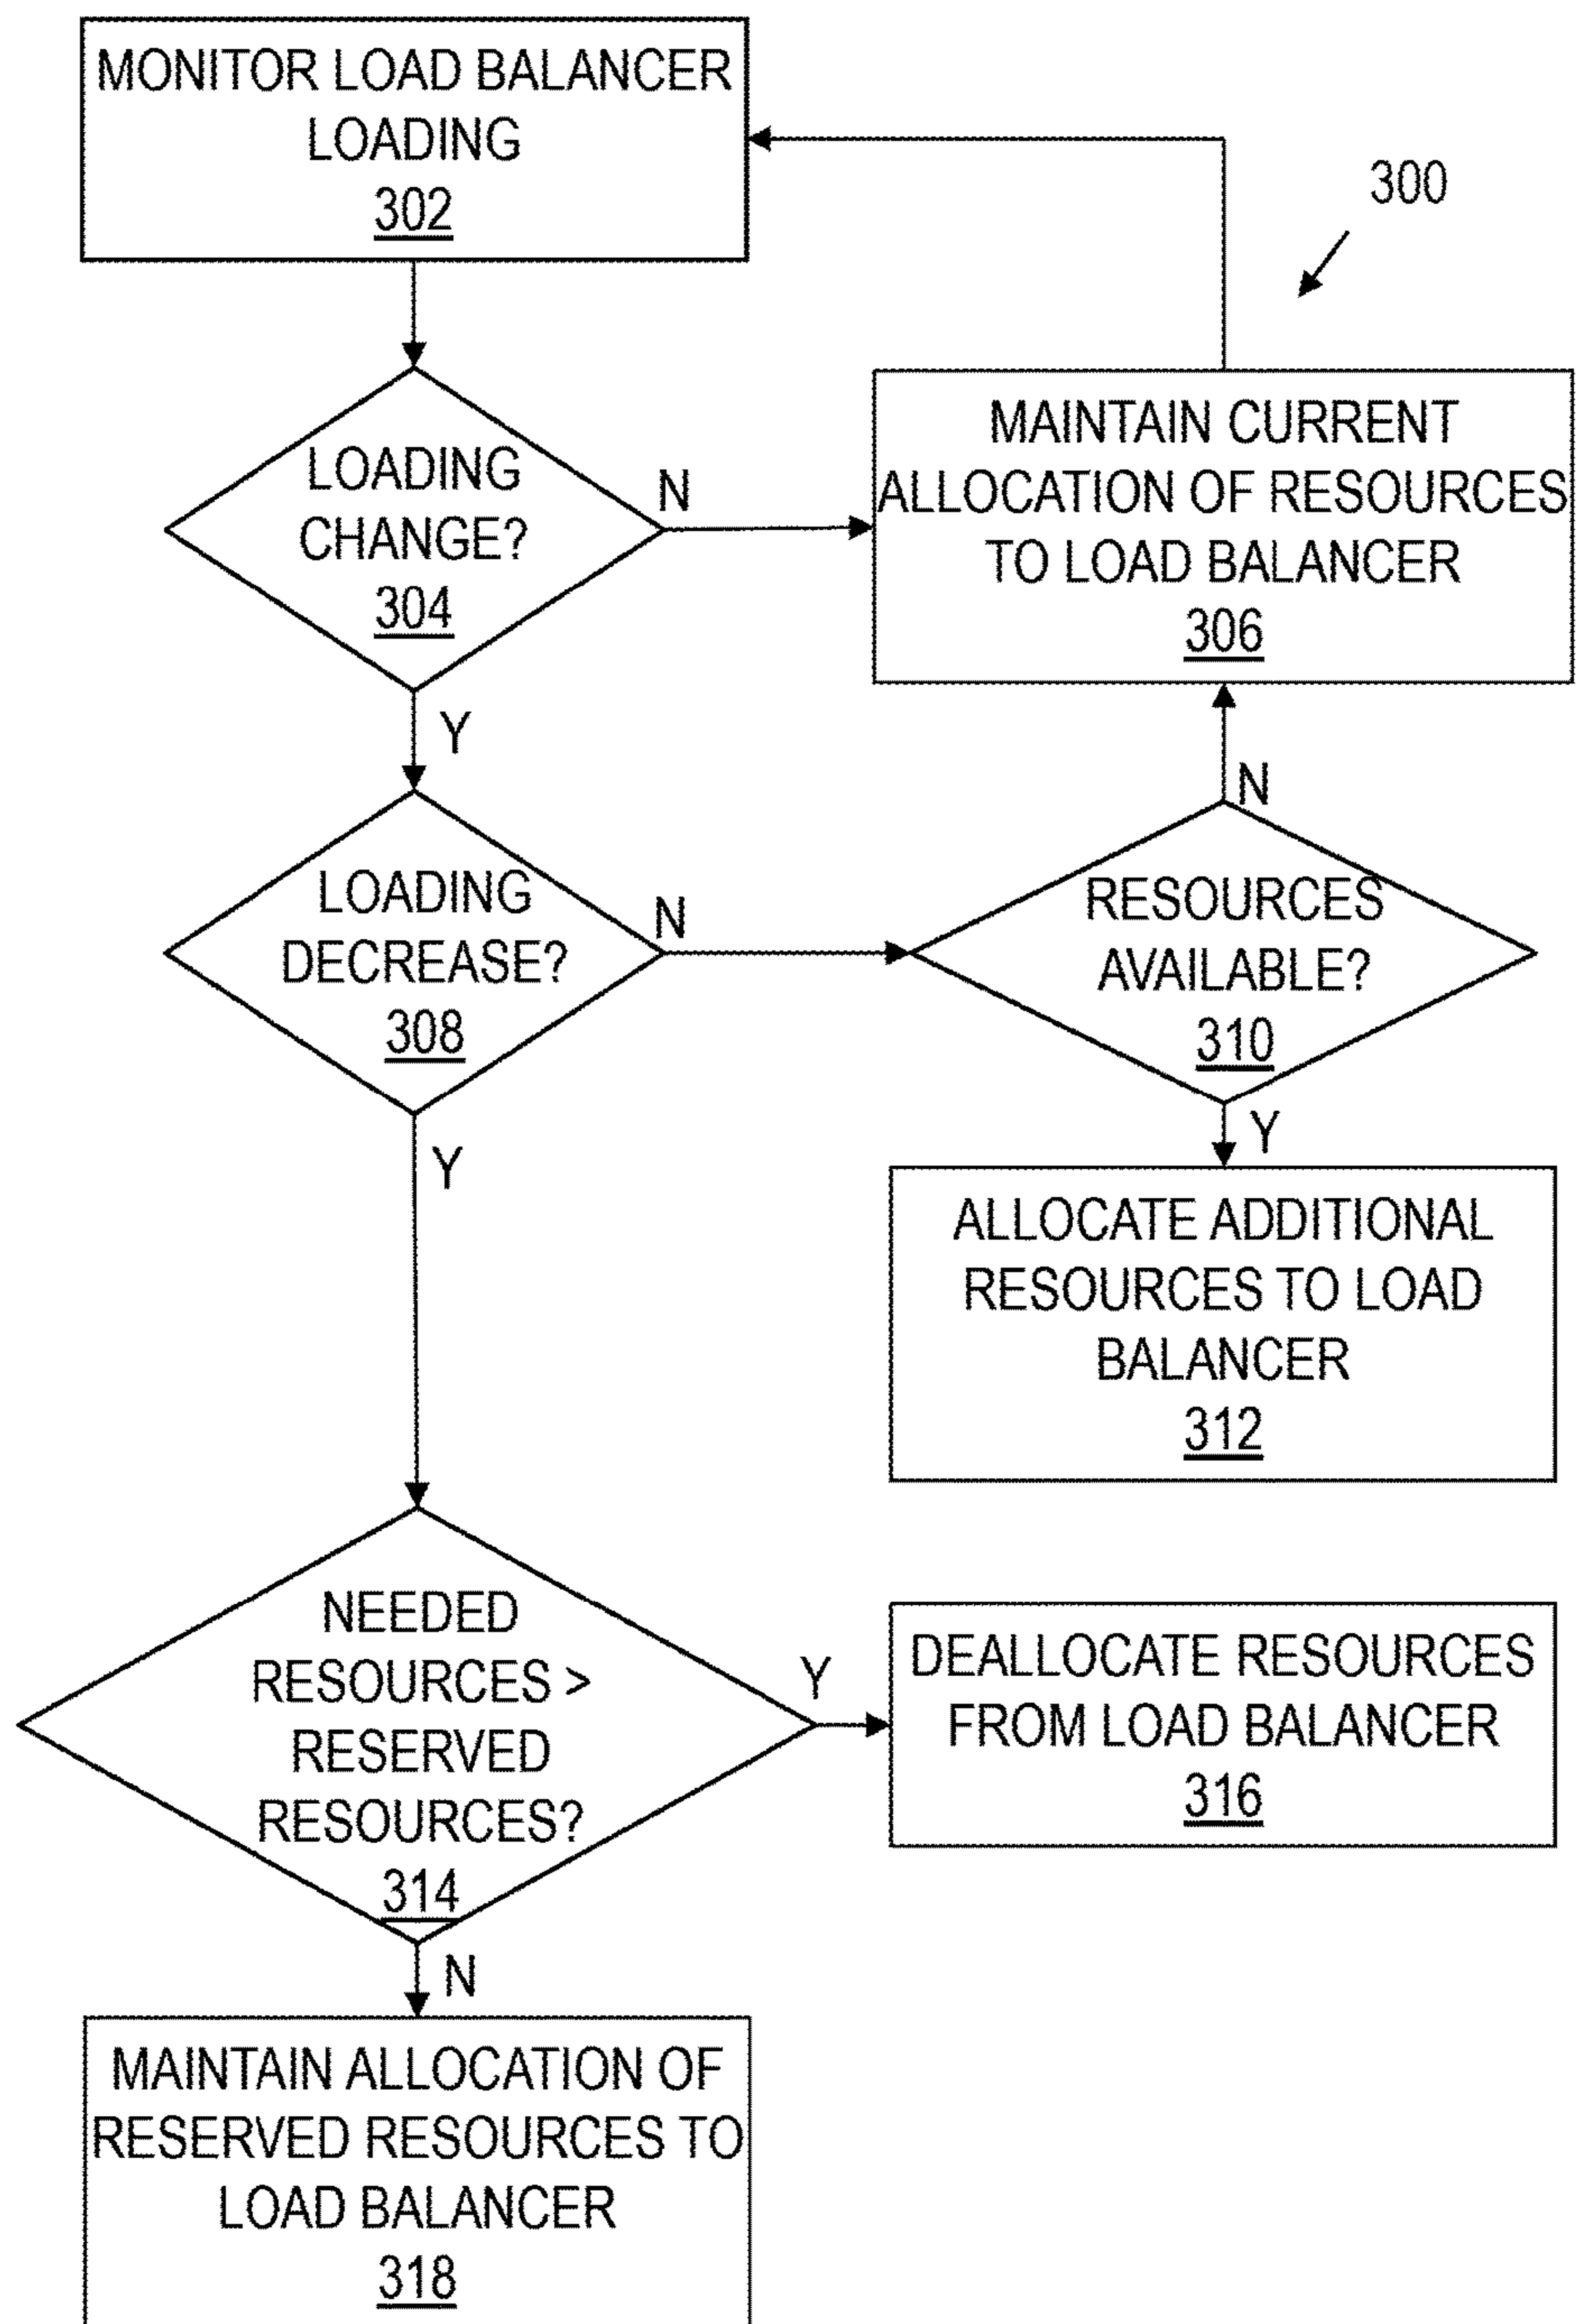 MONITOR LOAD BALANCER
LOADING
302
300
LOADING
CHANGE?
304
N
MAINTAIN CURRENT
ALLOCATION OF RESOURCES
TO LOAD BALANCER
306
Y
LOADING
DECREASE?
308
N
N
RESOURCES
AVAILABLE?
310
Y
Y
ALLOCATE ADDITIONAL
RESOURCES TO LOAD
BALANCER
312
NEEDED
RESOURCES >
RESERVED
RESOURCES?
314
Y
DEALLOCATE RESOURCES
FROM LOAD BALANCER
316
N
MAINTAIN ALLOCATION OF
RESERVED RESOURCES TO
LOAD BALANCER
318